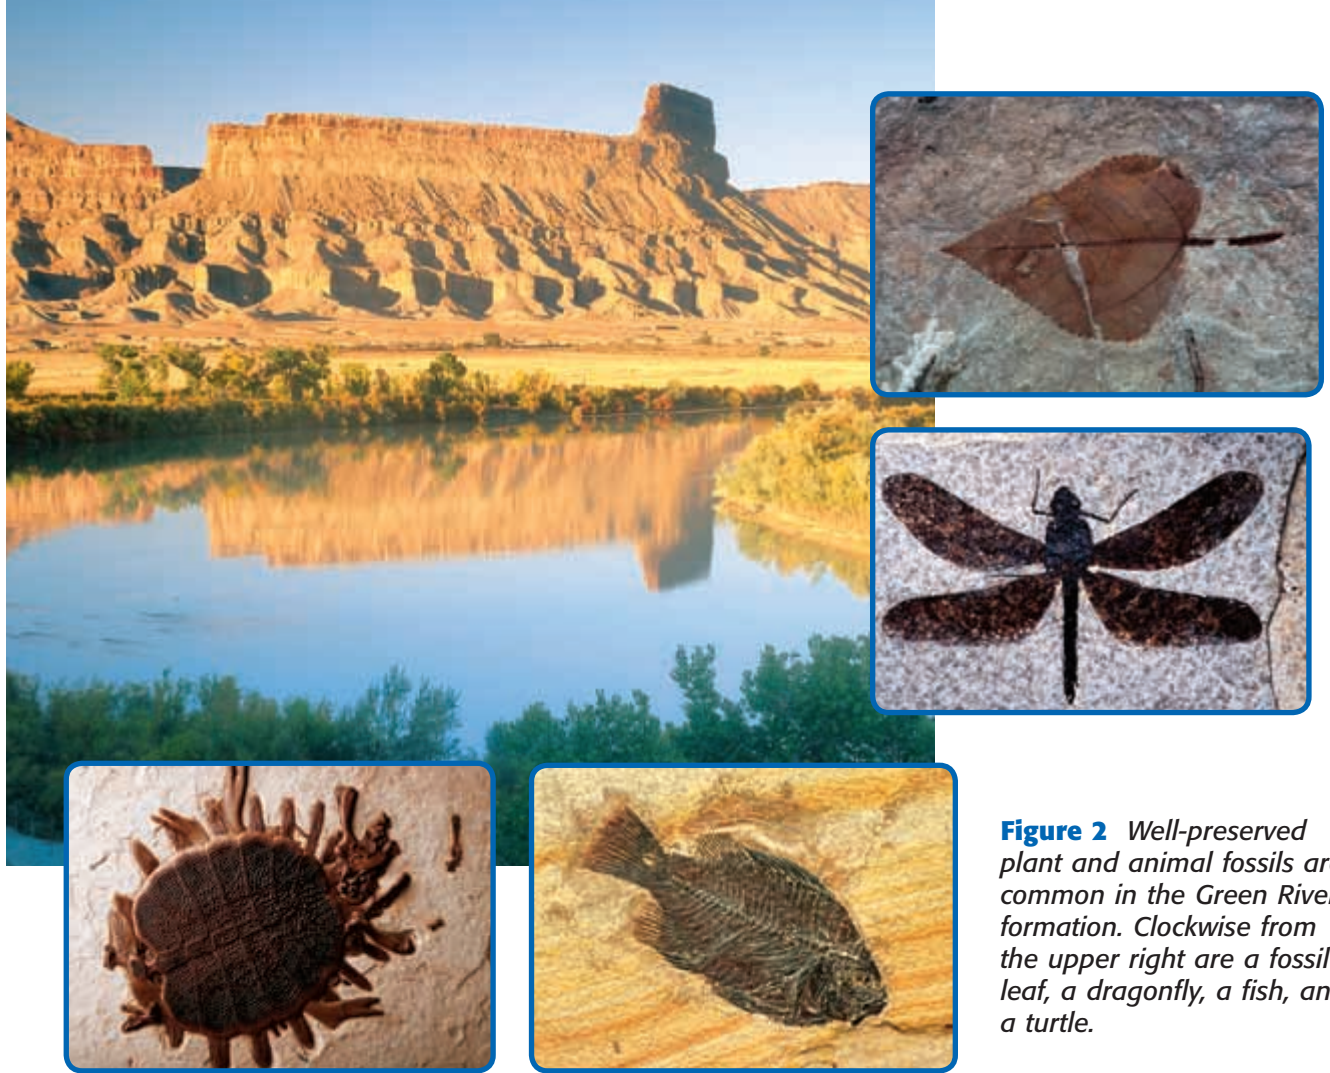 Figure 2 Well-preserved
plant and animal fossils ar
common in the Green River
formation. Clockwise from
the upper right are a fossil
leaf, a dragonfly, a fish, an
a turtle.